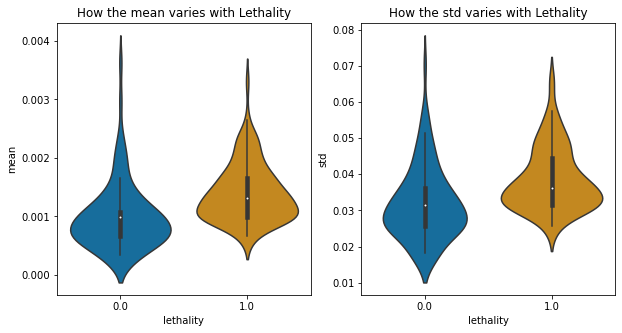 How the mean varies with Lethality
mean
0.004
0.003
0.002
0.001
0.000
0.0
1.0
lethality
How the std varies with Lethality
std
0.08
0.07
0.06
0.05
0.04
0.03
0.02
0.01
0.0
1.0
lethality